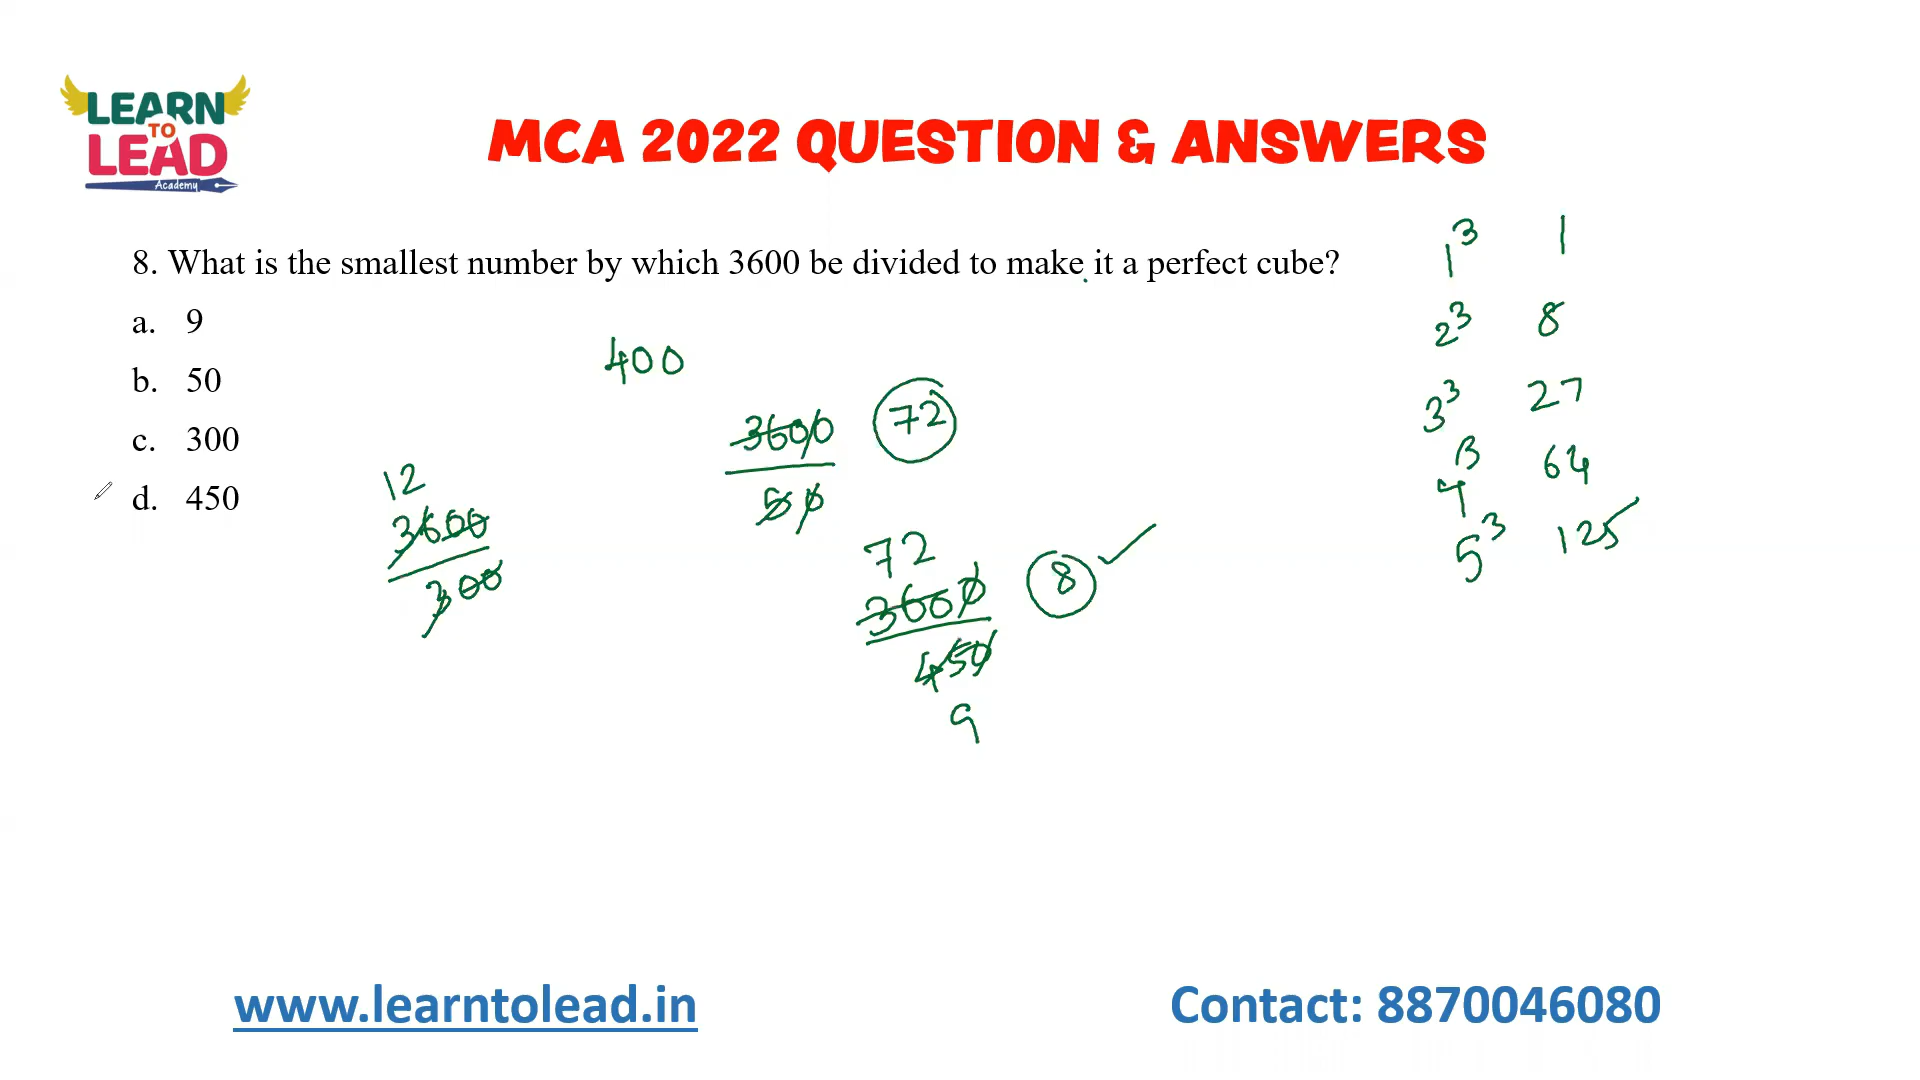 LEARN
TO
LEAD
Academy
MCA 2022 QUESTION & ANSWERS
8. What is the smallest number by which 3600 be divided to make it a perfect cube?
a. 9
b. 50
c. 300
d. 450
400
3600
50
72
12
3600
300
72
3600
450
9
8
1³ 1
2³ 8
3³ 27
4³ 64
5³ 125
www.learntolead.in
Contact: 8870046080